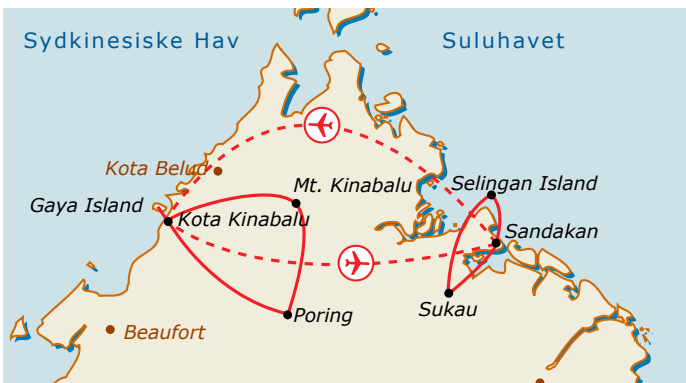 Sydkinesiske Hav
Suluhavet
Kota Belud
Mt. Kinabalu
Selingan Island
Gaya Island
Kota Kinabalu
Sandakan
Sukau
Poring
Beaufort